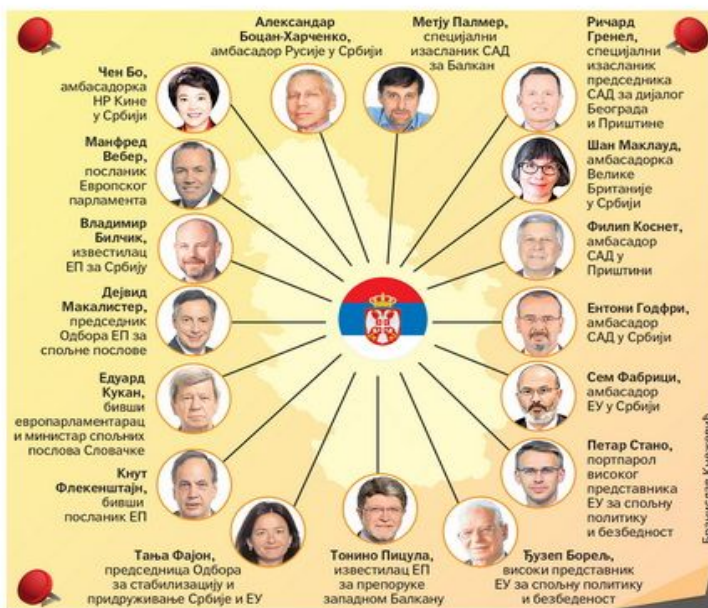 Александар
Боцан-Харченко,
амбасадор Русије у Србији
Метју Палмер,
специјални
изасланик САД
за Балкан
Ричард
Гренел,
специјални
изасланик
председника
САД за дијалог
Београда
и Приштине
Чен Бо,
амбасадорка
НР Кине
у Србији
Манфред
Вебер,
посланик
Европског
парламента
Шан Маклауд,
амбасадорка
Велике
Британије
у Србији
Владимир
Билчик,
известилац
ЕП за Србију
Филип Коснет,
амбасадор
САД у
Приштини
Дејвид
Макалистер,
председник
Одбора ЕП за
спољне послове
Ентони Годфри,
амбасадор
САД у Србији
Едуард
Кукан,
бивши
европарламентарац
и министар спољних
послова Словачке
Сем Фабрици,
амбасадор
ЕУ у Србији
Кнут
Флекенштајн,
бивши
посланик ЕП
Петар Стано,
портпарол
високог
представника
ЕУ за спољну
политику
и безбедност
Тања Фајон,
председница Одбора
за стабилизацију и
придруживање Србије и ЕУ
Тонино Пицула,
известилац ЕП
за препоруке
западном Балкану
Ђузеп Борељ,
високи представник
ЕУ за спољну политику
и безбеденост